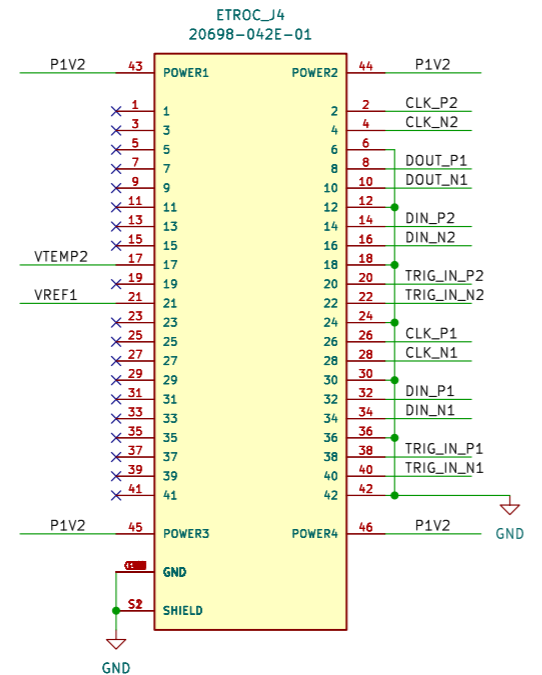 ETROC_J4
20698-042E-01
P1V2 43 POWER1 POWER2 44 P1V2
1 1 2 2 CLK_P2
3 3 4 4 CLK_N2
5 5 6 6
7 7 8 8 DOUT_P1
9 9 10 10 DOUT_N1
11 11 12 12
13 13 14 14 DIN_P2
15 15 16 16 DIN_N2
VTEMP2 17 17 18 18
19 19 20 20 TRIG_IN_P2
VREF1 21 21 22 22 TRIG_IN_N2
23 23 24 24
25 25 26 26 CLK_P1
27 27 28 28 CLK_N1
29 29 30 30
31 31 32 32 DIN_P1
33 33 34 34 DIN_N1
35 35 36 36
37 37 38 38 TRIG_IN_P1
39 39 40 40 TRIG_IN_N1
41 41 42 42
P1V2 45 POWER3 POWER4 46 P1V2
GND
GND
SHIELD
GND